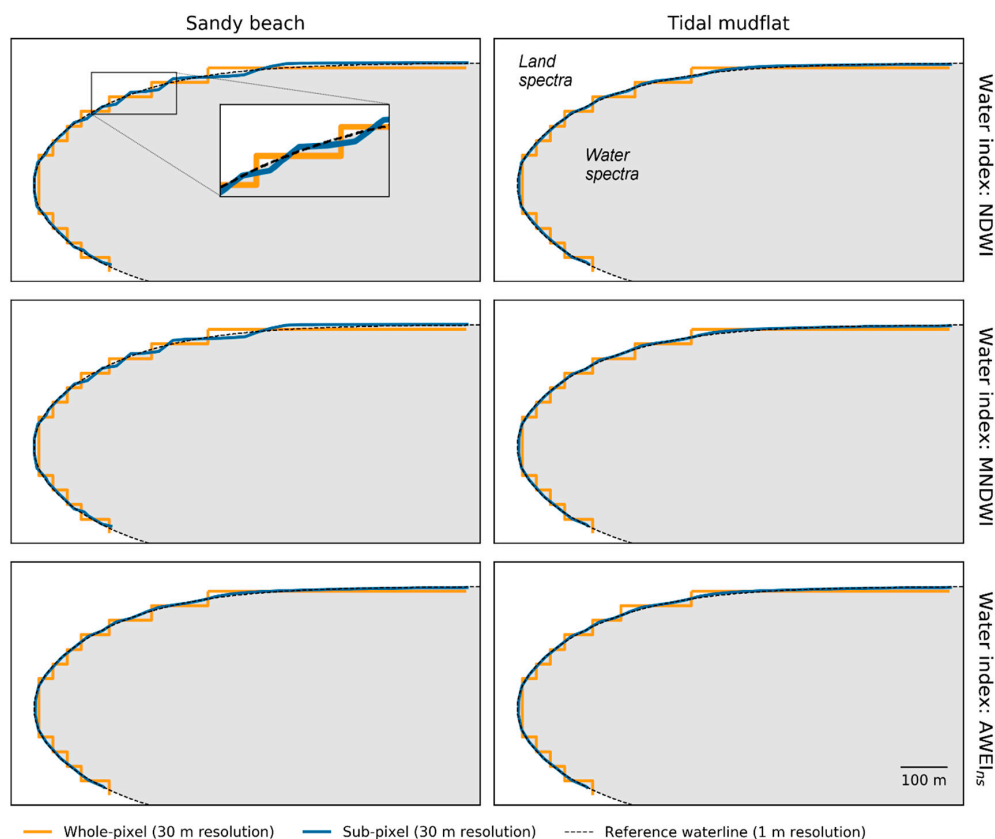 Sandy beach
Tidal mudflat
Land
spectra
Water
spectra
Water index: NDWI
Water index: MNDWI
Water index: AWEIns
100 m
Whole-pixel (30 m resolution)
Sub-pixel (30 m resolution)
Reference waterline (1 m resolution)